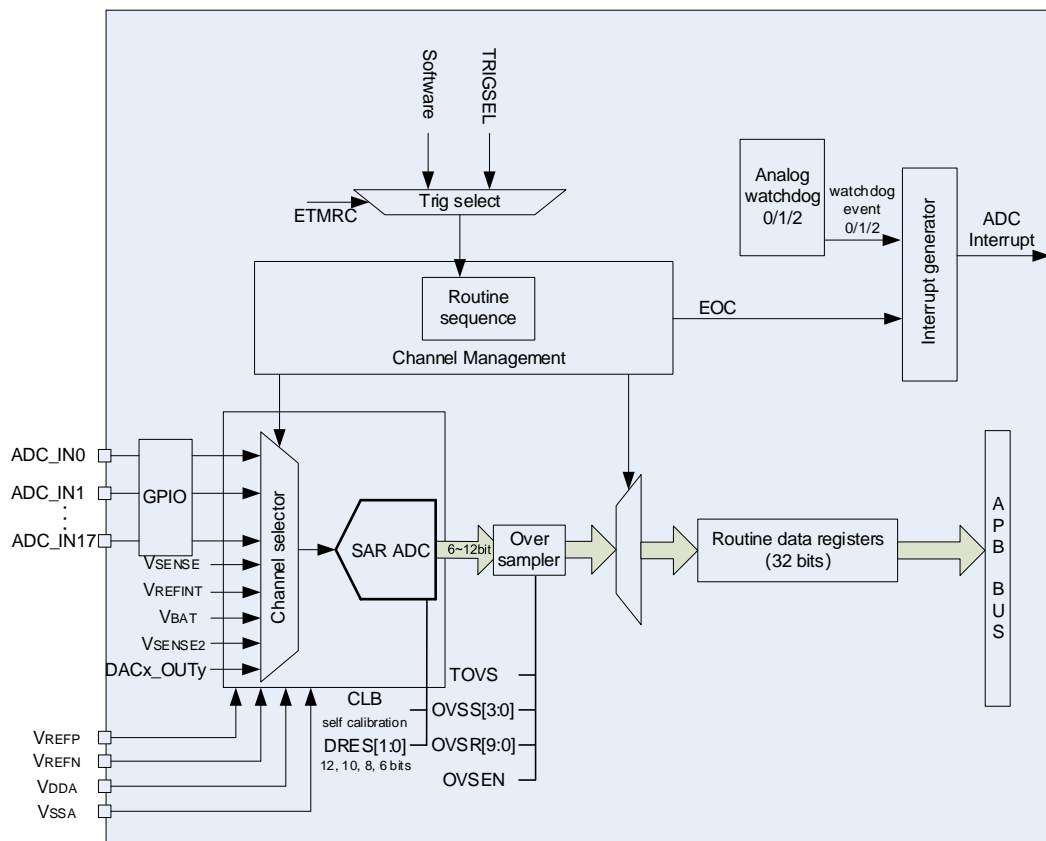 Software
TRIGSEL
ETMRC
Trig select
Routine
sequence
Channel Management
EOC
Analog
watchdog
0/1/2
watchdog
event
0/1/2
Interrupt generator
ADC
Interrupt
ADC_IN0
ADC_IN1
ADC_IN17
GPIO
VSENSE
VREFINT
VBAT
VSENSE2
DACx_OUTy
Channel selector
SAR ADC
6~12bit
Over
sampler
Routine data registers
(32 bits)
APB BUS
CLB
self calibration
DRES[1:0]
12, 10, 8, 6 bits
TOVS
OVSS[3:0]
OVSR[9:0]
OVSEN
VREFP
VREFN
VDDA
VSSA